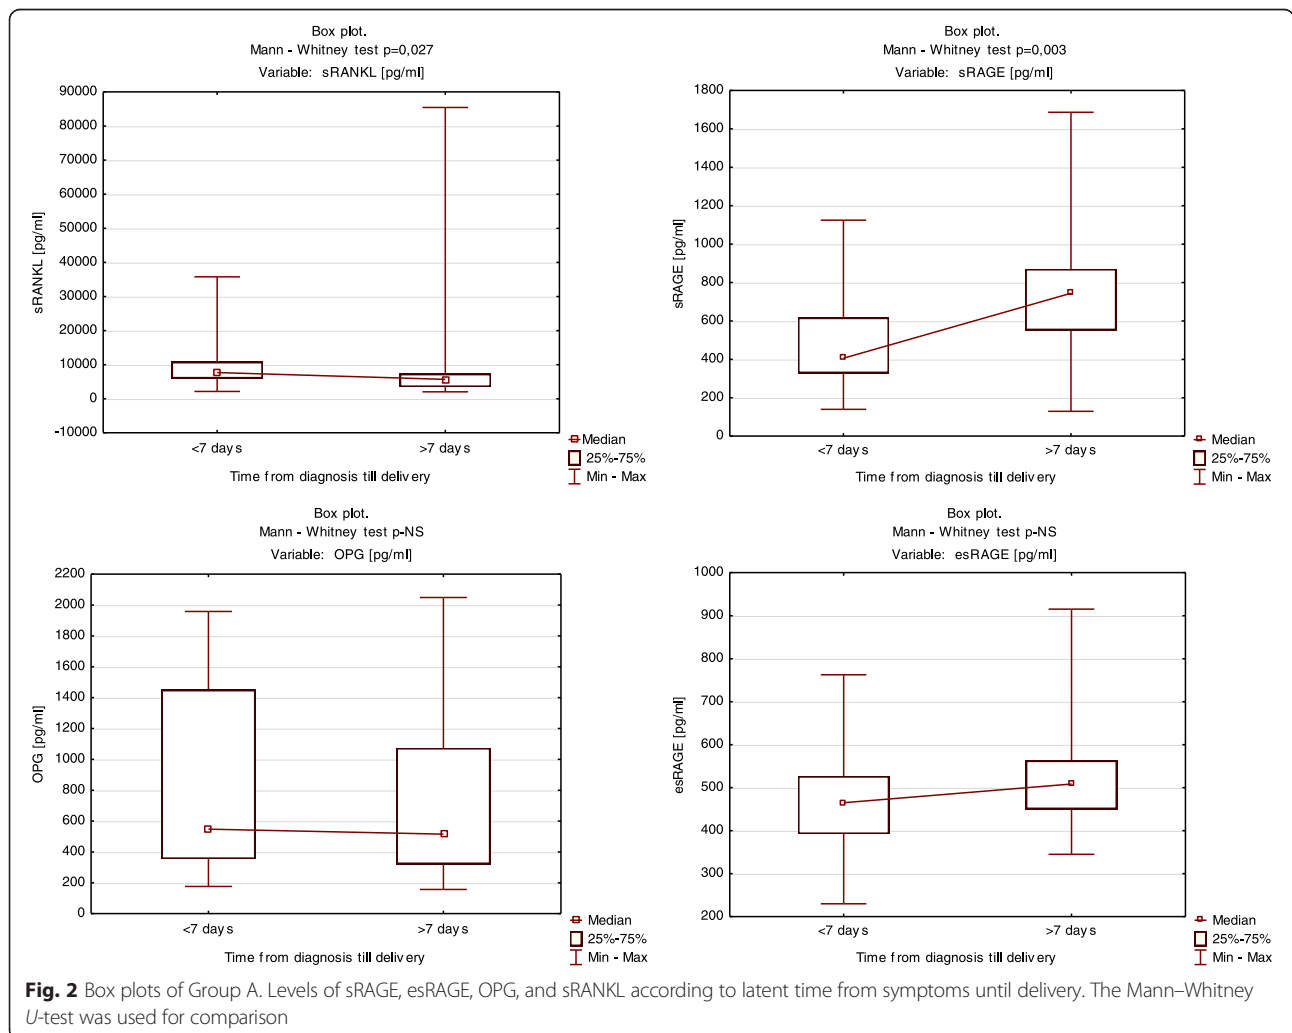 Box plot.
Mann - Whitney test p=0,027
Variable: sRANKL [pg/ml]
90000
80000
70000
60000
50000
40000
30000
20000
10000
0
-10000
sRANKL [pg/ml]
<7 days
>7 days
Time from diagnosis till delivery
Median
25%-75%
Min - Max
Box plot.
Mann - Whitney test p=0,003
Variable: sRAGE [pg/ml]
1800
1600
1400
1200
1000
800
600
400
200
0
sRAGE [pg/ml]
<7 days
>7 days
Time from diagnosis till delivery
Median
25%-75%
Min - Max
Box plot.
Mann - Whitney test p-NS
Variable: OPG [pg/ml]
2200
2000
1800
1600
1400
1200
1000
800
600
400
200
0
OPG [pg/ml]
<7 days
>7 days
Time from diagnosis till delivery
Median
25%-75%
Min - Max
Box plot.
Mann - Whitney test p-NS
Variable: esRAGE [pg/ml]
1000
900
800
700
600
500
400
300
200
esRAGE [pg/ml]
<7 days
>7 days
Time from diagnosis till delivery
Median
25%-75%
Min - Max
Fig. 2 Box plots of Group A. Levels of sRAGE, esRAGE, OPG, and sRANKL according to latent time from symptoms until delivery. The Mann–Whitney
U-test was used for comparison